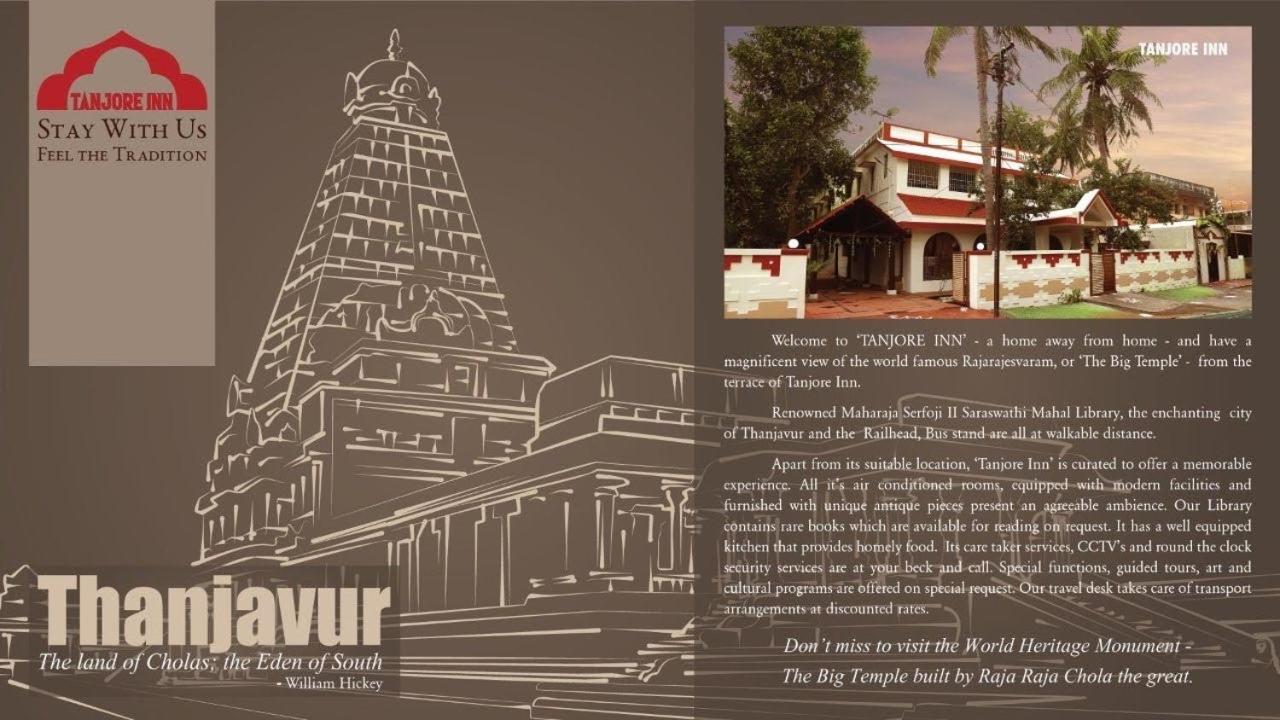 TANJORE INN
STAY WITH US
FEEL THE TRADITION
Thanjavur
The land of Cholas; the Eden of South
- William Hickey
TANJORE INN
Welcome to ‘TANJORE INN’ - a home away from home - and have a
magnificent view of the world famous Rajarajesvaram, or ‘The Big Temple’ - from the
terrace of Tanjore Inn.
Renowned Maharaja Serfoji II Saraswathi Mahal Library, the enchanting city
of Thanjavur and the Railhead, Bus stand are all at walkable distance.
Apart from its suitable location, ‘Tanjore Inn’ is curated to offer a memorable
experience. All it’s air conditioned rooms, equipped with modern facilities and
furnished with unique antique pieces present an agreeable ambience. Our Library
contains rare books which are available for reading on request. It has a well equipped
kitchen that provides homely food. Its care taker services, CCTV’s and round the clock
security services are at your beck and call. Special functions, guided tours, art and
cultural programs are offered on special request. Our travel desk takes care of transport
arrangements at discounted rates.
Don’t miss to visit the World Heritage Monument -
The Big Temple built by Raja Raja Chola the great.